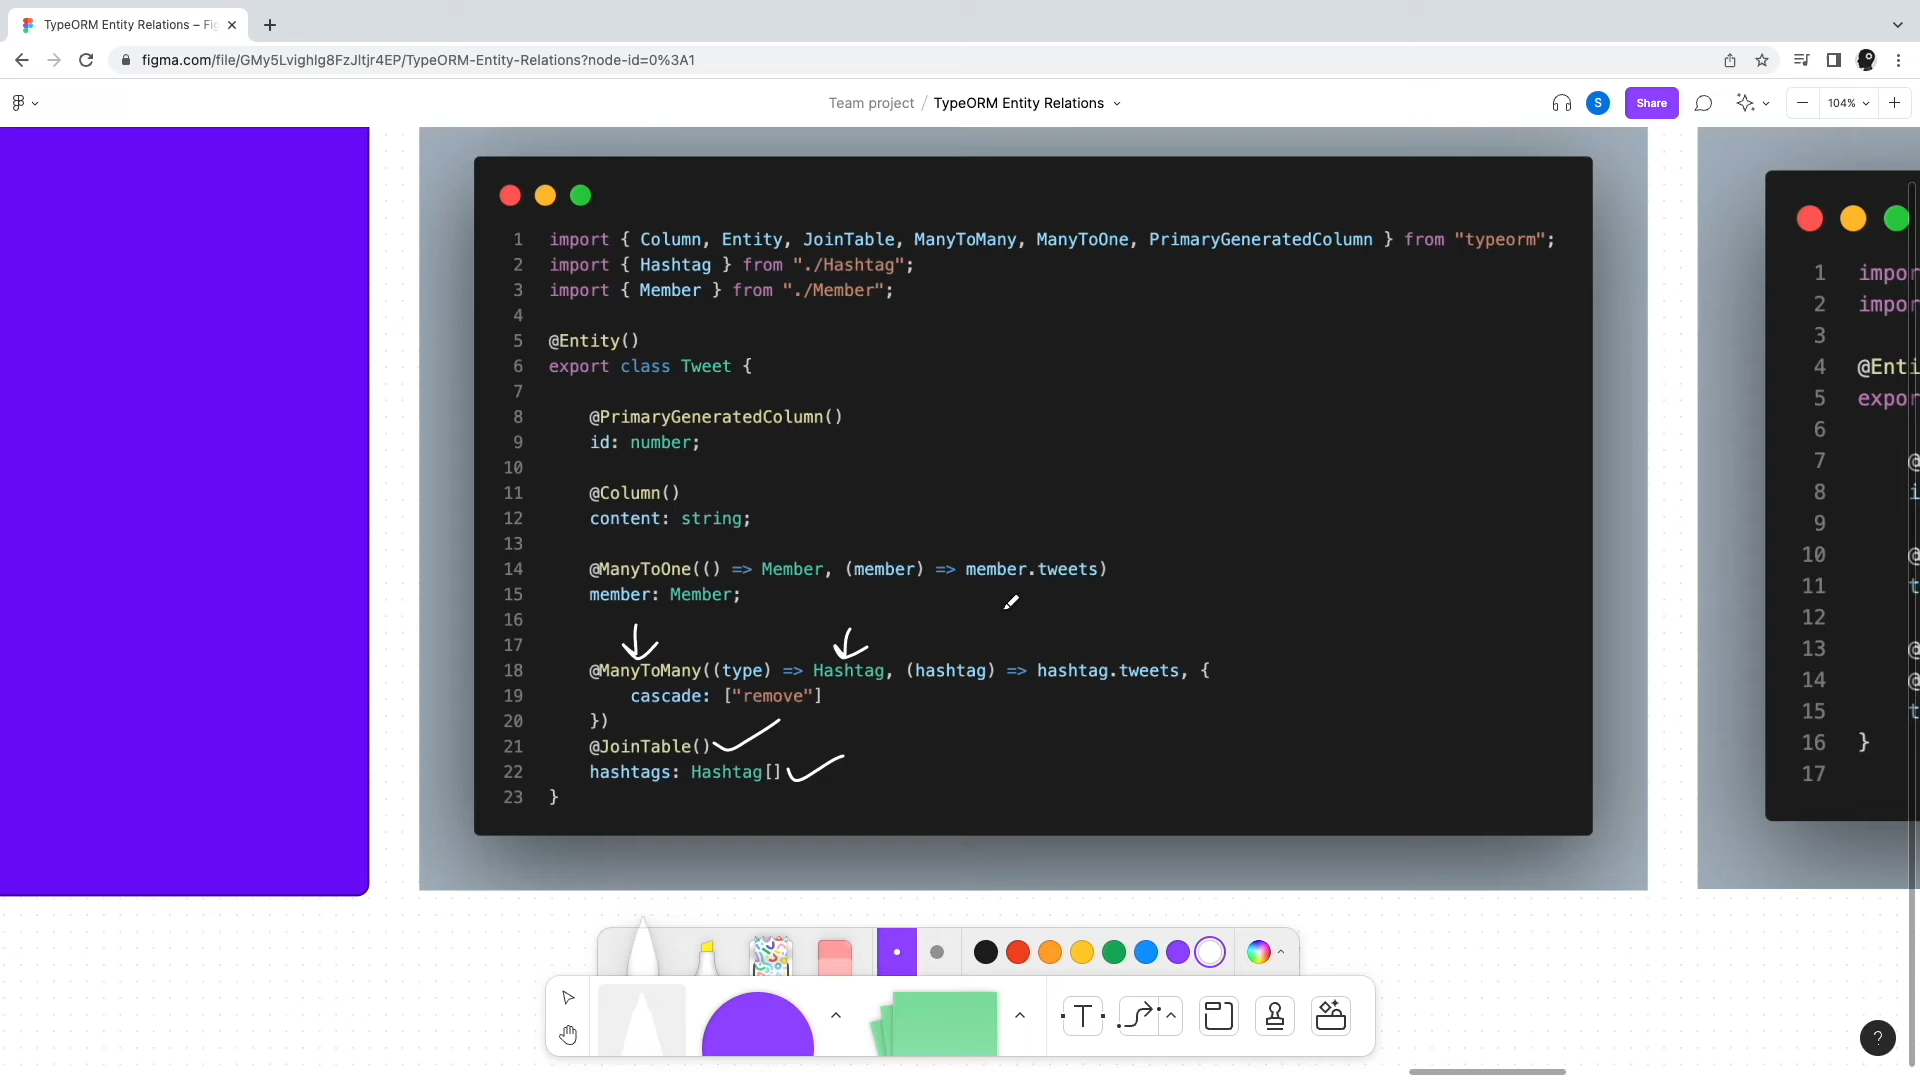 TypeORM Entity Relations – Fig
figma.com/file/GMy5Lvighlg8FzJltjr4EP/TypeORM-Entity-Relations?node-id=0%3A1
Team project / TypeORM Entity Relations
S
Share
104%
1 import { Column, Entity, JoinTable, ManyToMany, ManyToOne, PrimaryGeneratedColumn } from "typeorm";
2 import { Hashtag } from "./Hashtag";
3 import { Member } from "./Member";
4
5 @Entity()
6 export class Tweet {
7
8 @PrimaryGeneratedColumn()
9 id: number;
10
11 @Column()
12 content: string;
13
14 @ManyToOne(() => Member, (member) => member.tweets)
15 member: Member;
16
17
18 @ManyToMany((type) => Hashtag, (hashtag) => hashtag.tweets, {
19 cascade: ["remove"]
20 })
21 @JoinTable()
22 hashtags: Hashtag[]
23 }
1 impor
2 impor
3
4 @Enti
5 expor
6
7 @
8 i
9
10 @
11 t
12
13 @
14 @
15 t
16 }
17
T
?